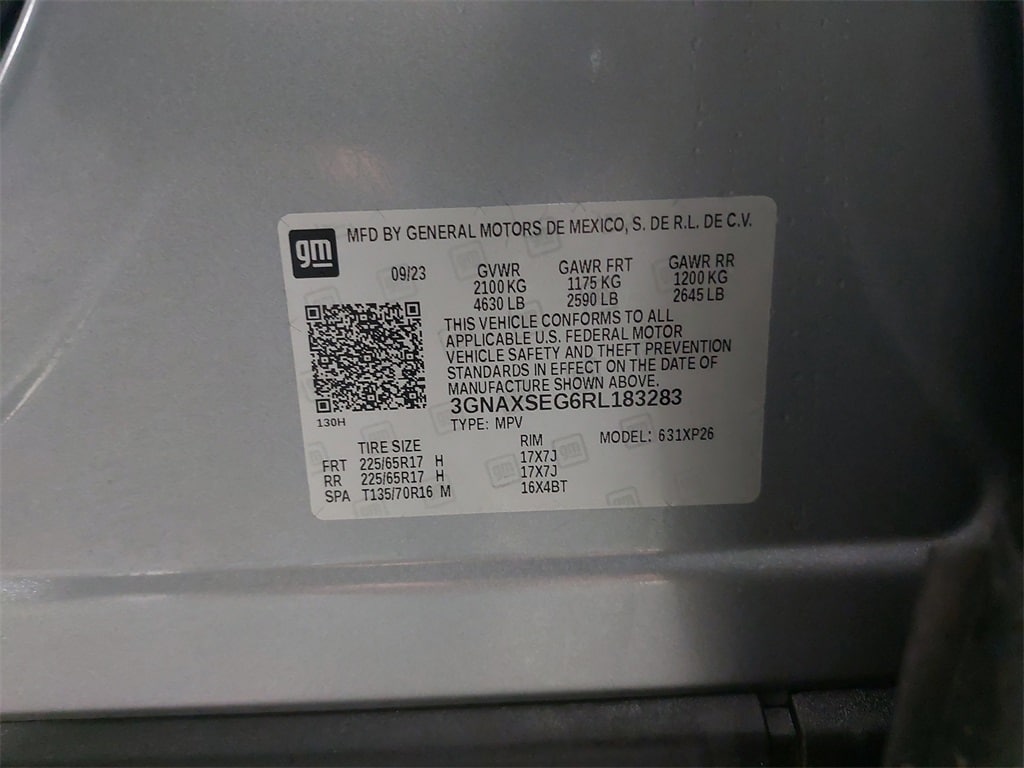 gm
MFD BY GENERAL MOTORS DE MEXICO, S. DE R.L. DE C.V.
09/23 GVWR GAWR FRT GAWR RR
2100 KG 1175 KG 1200 KG
4630 LB 2590 LB 2645 LB
THIS VEHICLE CONFORMS TO ALL
APPLICABLE U.S. FEDERAL MOTOR
VEHICLE SAFETY AND THEFT PREVENTION
STANDARDS IN EFFECT ON THE DATE OF
MANUFACTURE SHOWN ABOVE.
3GNAXSEG6RL183283
130H
TYPE: MPV
TIRE SIZE RIM MODEL: 631XP26
FRT 225/65R17 H 17X7J
RR 225/65R17 H 17X7J
SPA T135/70R16 M 16X4BT